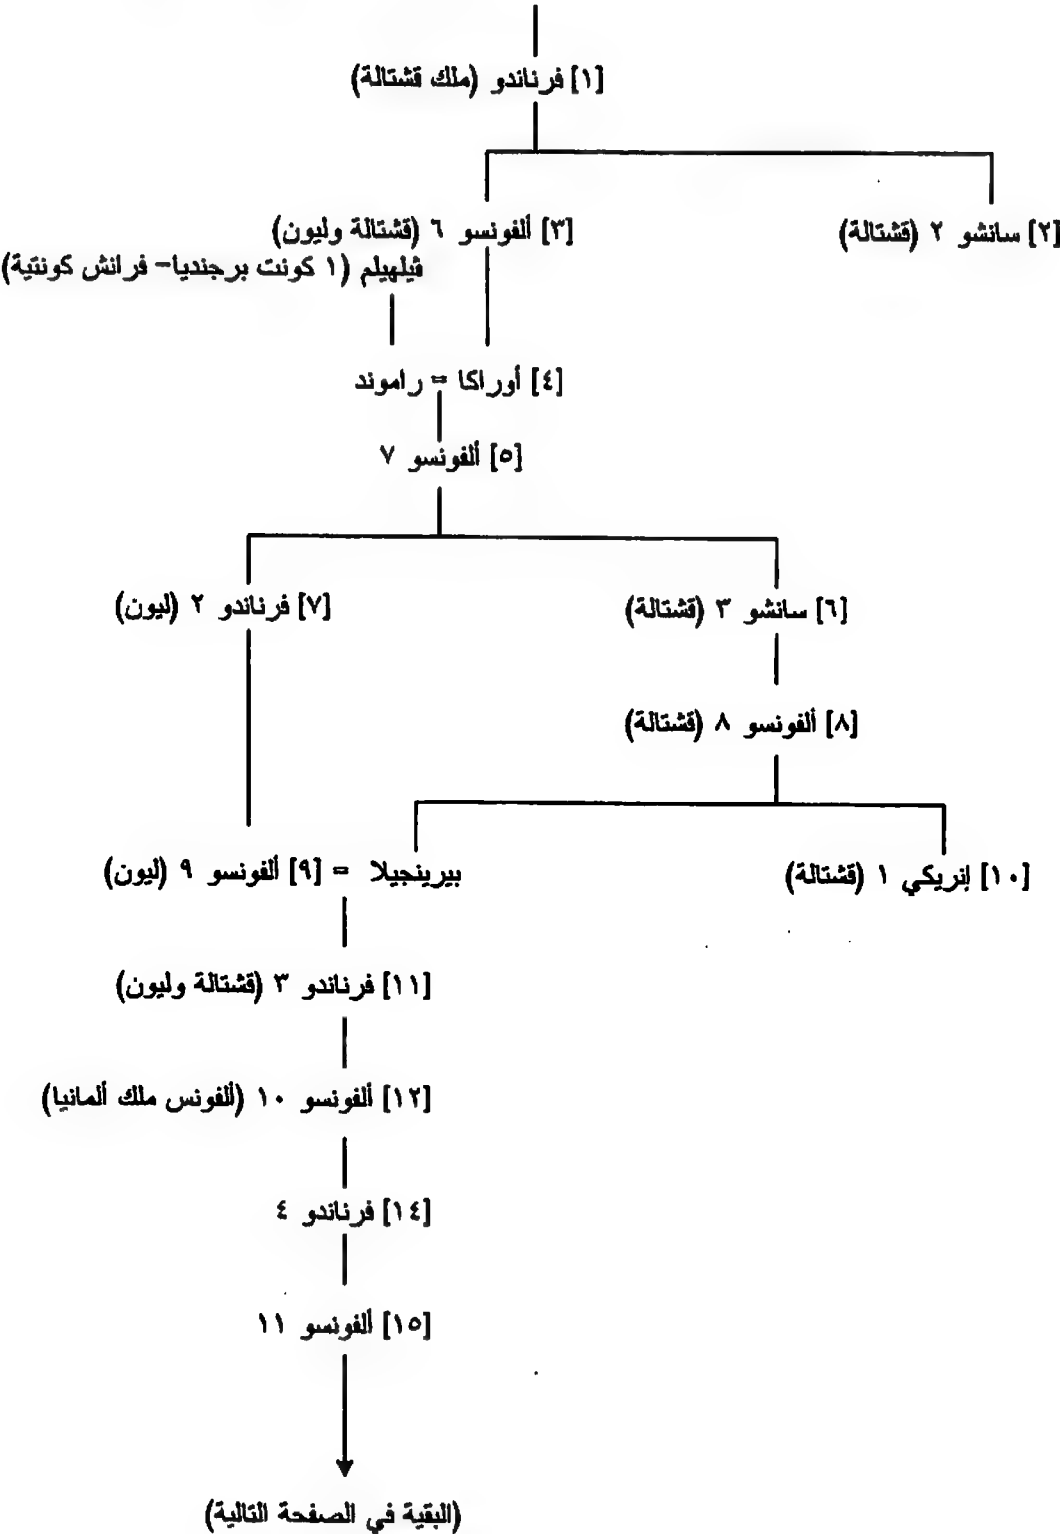 [١] فرناندو (ملك قشتالة)
[٢] سانشو ٢ (قشتالة)
[٣] ألفونسو ٦ (قشتالة وليون)
ڤيلهيلم (١ كونت برجنديا- فرانش كونتية)
[٤] أوراكا = راموند
[٥] ألفونسو ٧
[٦] سانشو ٣ (قشتالة)
[٧] فرناندو ٢ (ليون)
[٨] ألفونسو ٨ (قشتالة)
[١٠] إنريكي ١ (قشتالة)
بيرينجيلا = [٩] ألفونسو ٩ (ليون)
[١١] فرناندو ٣ (قشتالة وليون)
[١٢] ألفونسو ١٠ (ألفونس ملك ألمانيا)
[١٤] فرناندو ٤
[١٥] ألفونسو ١١
(البقية في الصفحة التالية)